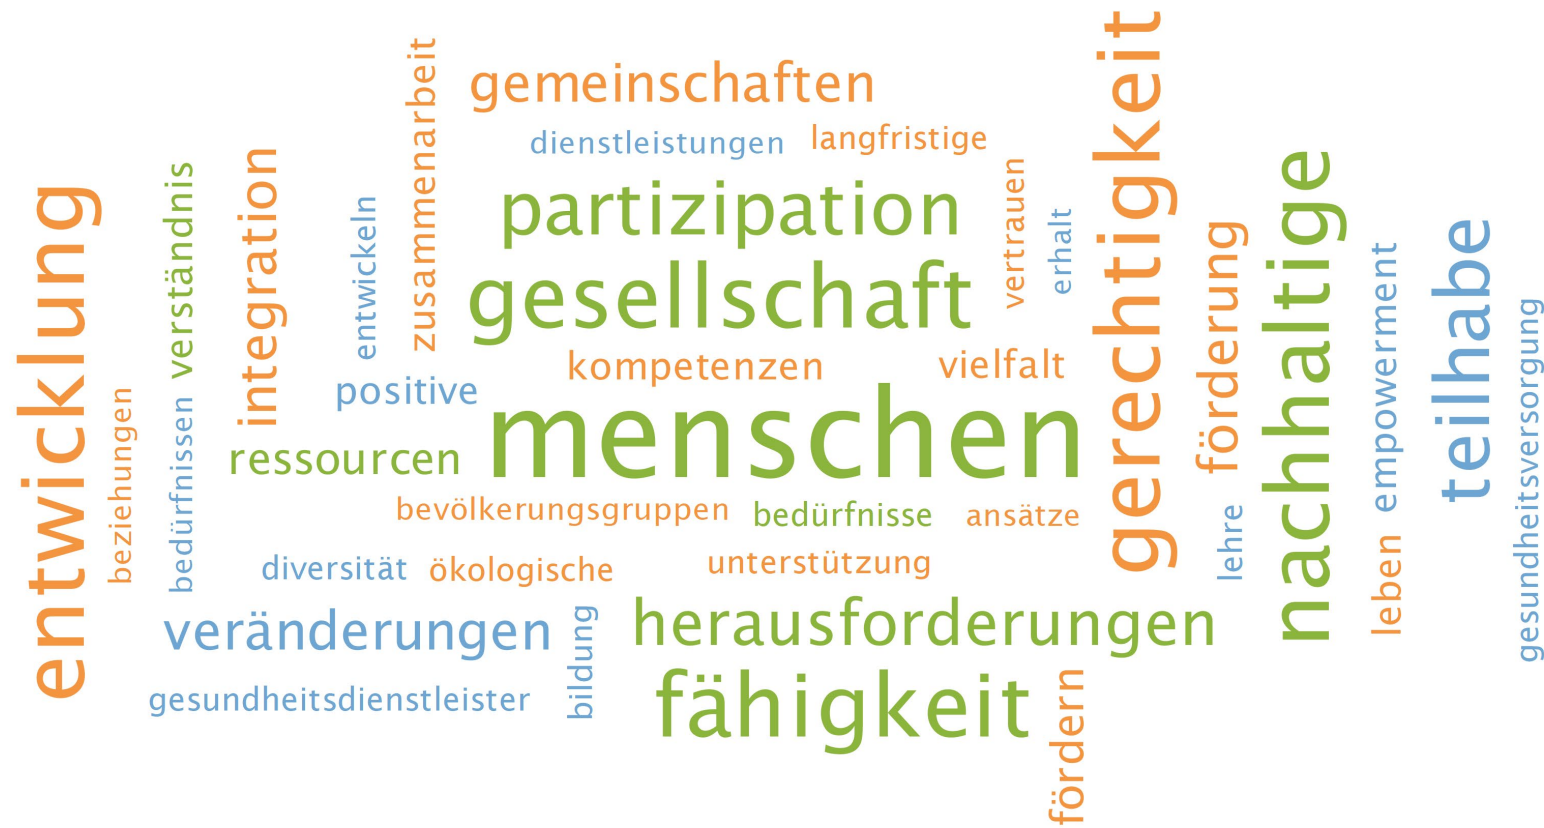 entwicklung
beziehungen
verständnis
bedürfnissen
integration
entwickeln
zusammenarbeit
gemeinschaften
dienstleistungen
langfristige
partizipation
vertrauen
erhalt
gesellschaft
kompetenzen
vielfalt
positive
menschen
ressourcen
bevölkerungsgruppen
bedürfnisse
ansätze
diversität
ökologische
unterstützung
veränderungen
bildung
herausforderungen
gesundheitsdienstleister
fähigkeit
fördern
gerechtigkeit
förderung
lehre
nachhaltige
empowerment
leben
teilhabe
gesundheitsversorgung